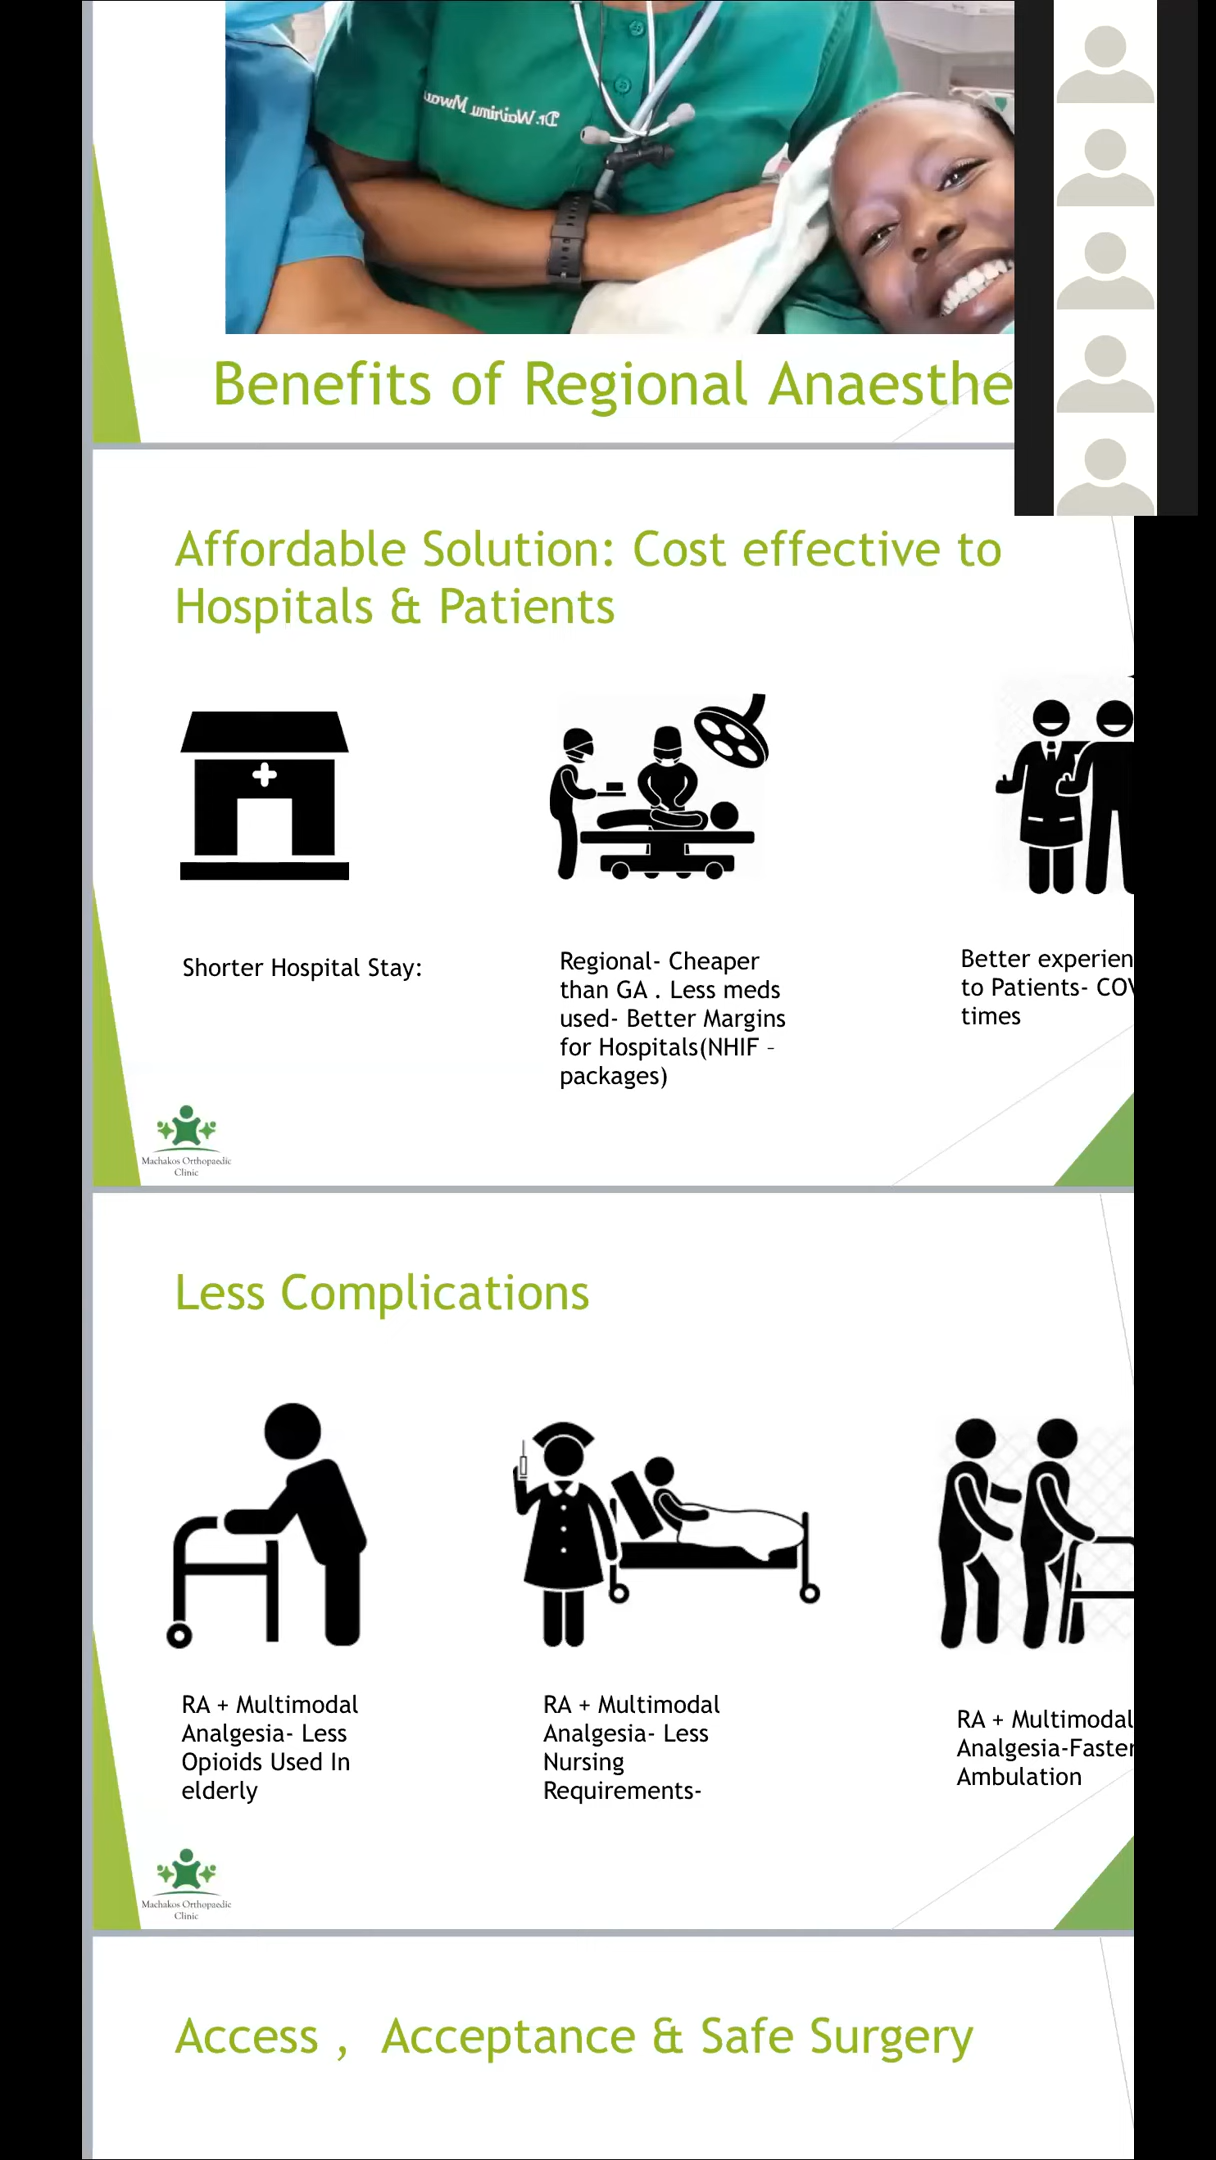 Dr. Wairimu
Benefits of Regional Anaesthe
Affordable Solution: Cost effective to
Hospitals & Patients
Shorter Hospital Stay:
Regional- Cheaper
than GA . Less meds
used- Better Margins
for Hospitals(NHIF –
packages)
Better experien
to Patients- COV
times
Machakos Orthopaedic
Clinic
Less Complications
RA + Multimodal
Analgesia- Less
Opioids Used In
elderly
RA + Multimodal
Analgesia- Less
Nursing
Requirements-
RA + Multimodal
Analgesia-Faster
Ambulation
Machakos Orthopaedic
Clinic
Access ,  Acceptance & Safe Surgery